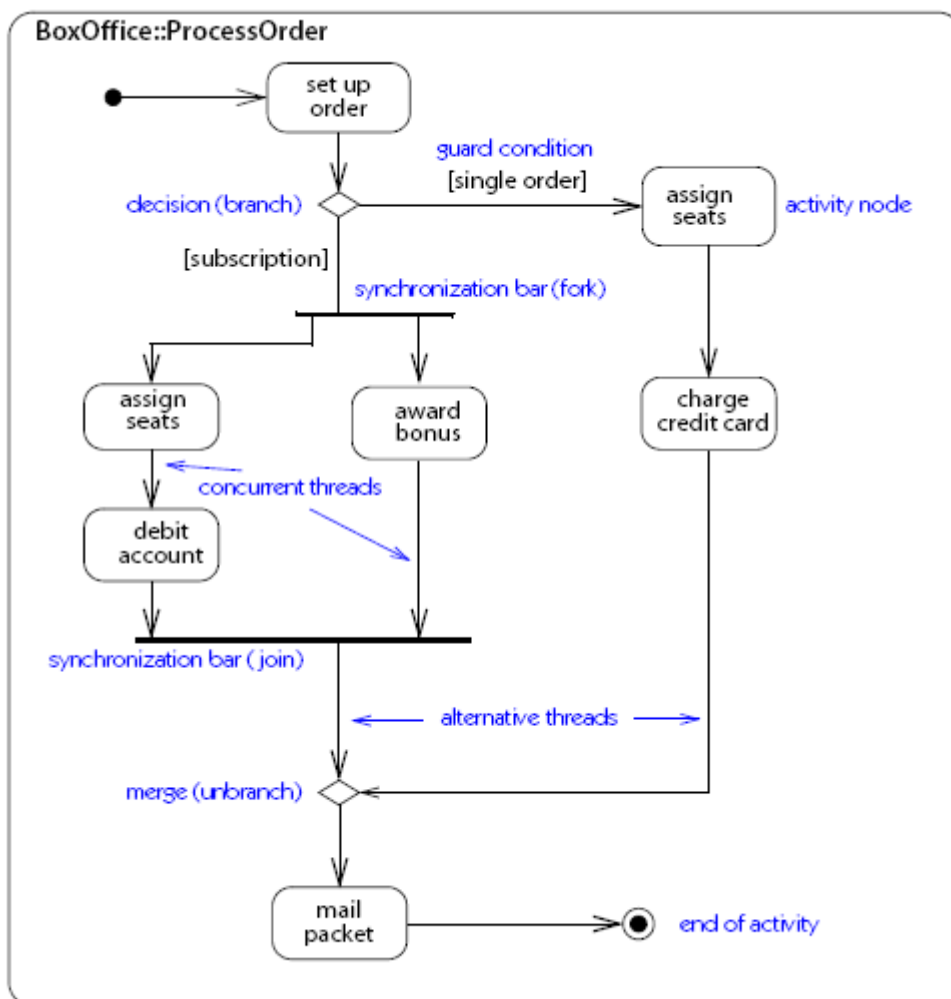 BoxOffice::ProcessOrder
set up
order
guard condition
[single order]
decision (branch)
assign
seats
activity node
[subscription]
synchronization bar (fork)
assign
seats
award
bonus
charge
credit card
concurrent threads
debit
account
synchronization bar ( join)
alternative threads
merge (unbranch)
mail
packet
end of activity